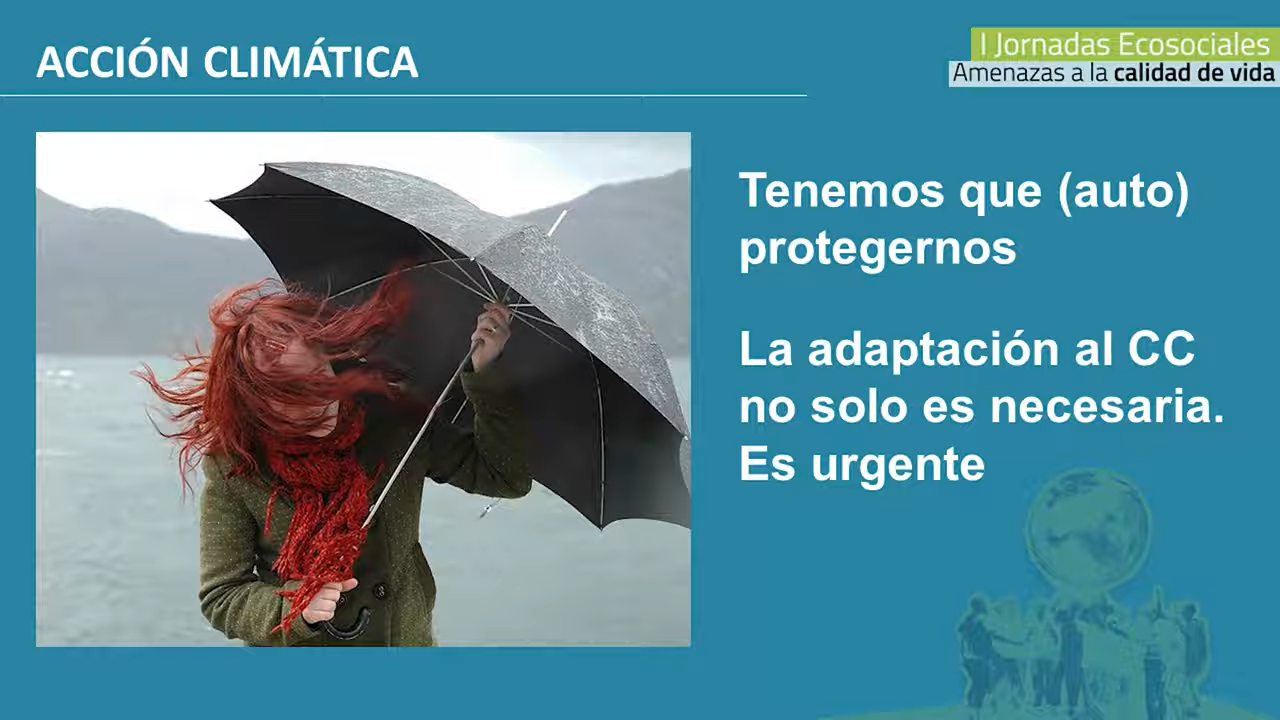 ACCIÓN CLIMÁTICA
I Jornadas Ecosociales
Amenazas a la calidad de vida
Tenemos que (auto)
protegernos
La adaptación al CC
no solo es necesaria.
Es urgente